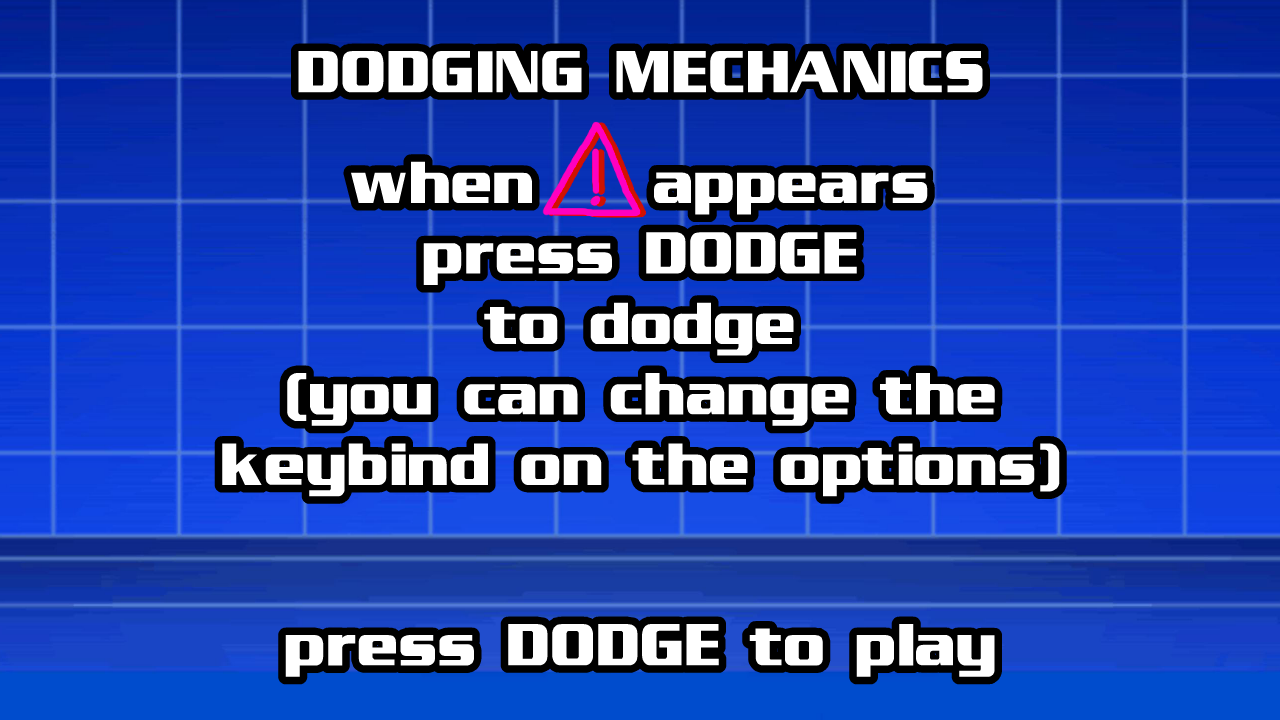 DODGING MECHANICS
when ! appears
press DODGE
to dodge
(you can change the
keybind on the options)
press DODGE to play